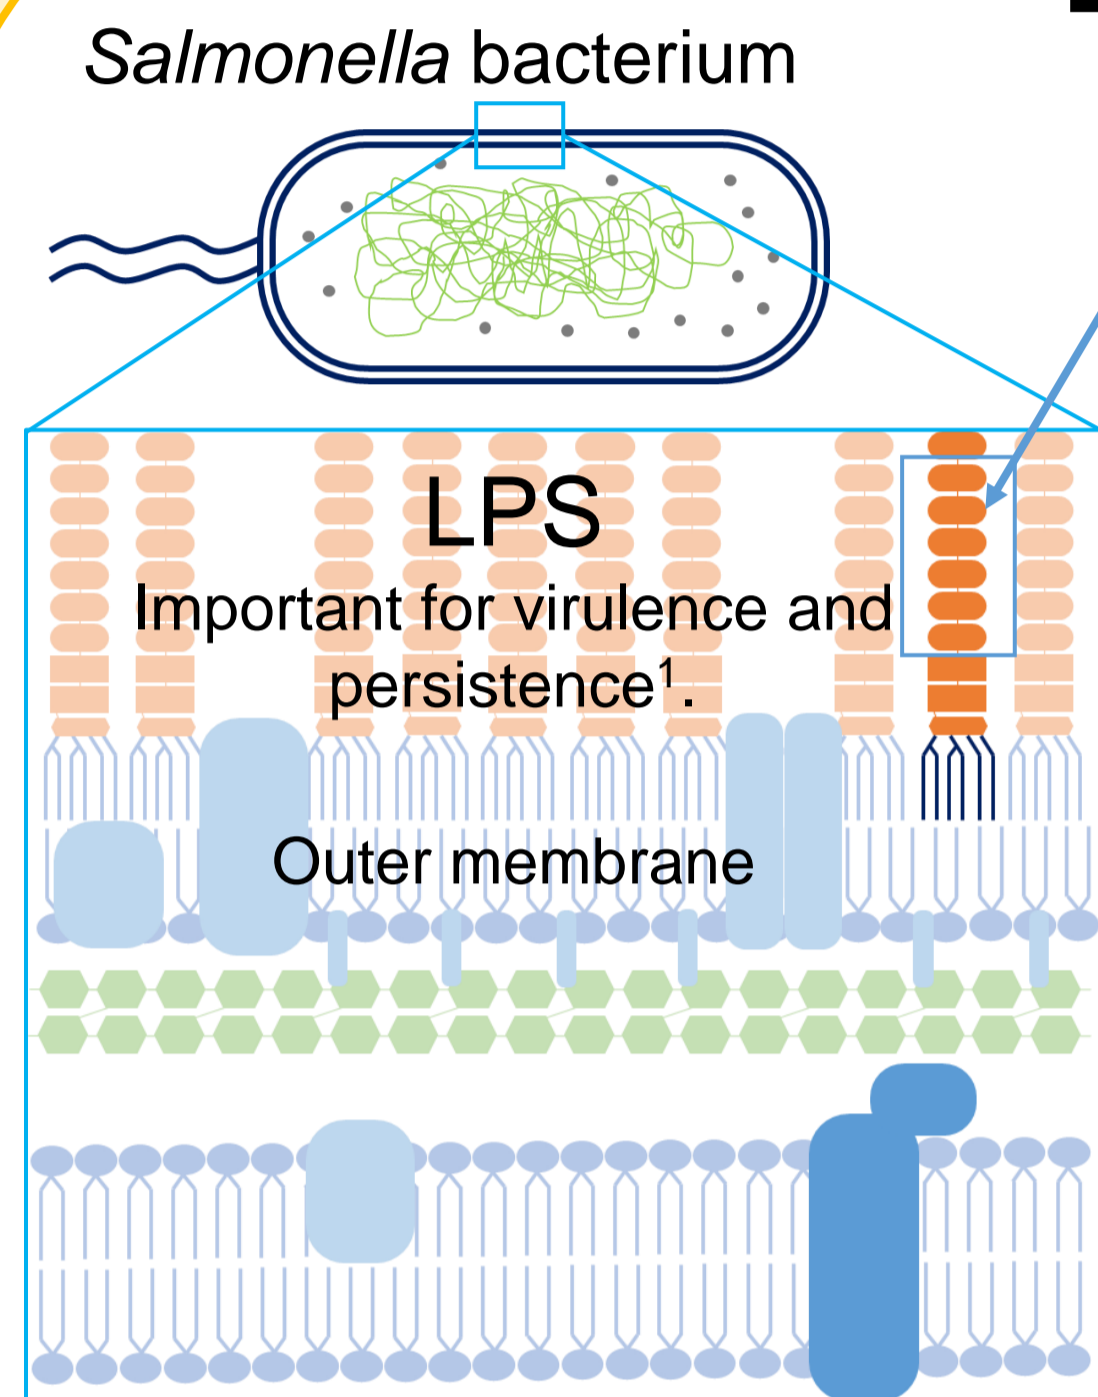 Salmonella bacterium
LPS
Important for virulence and
persistence¹.
Outer membrane